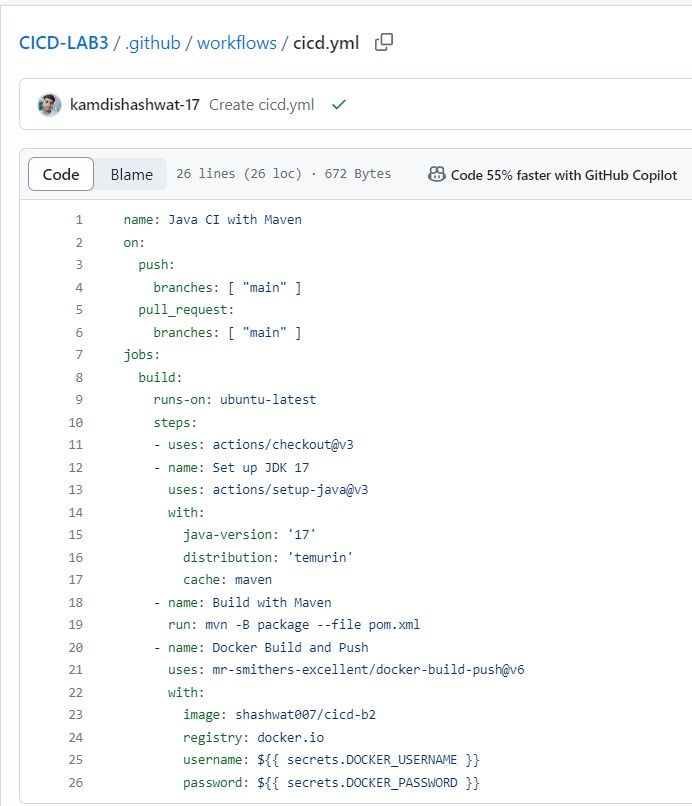 CICD-LAB3 / .github / workflows / cicd.yml
kamdishashwat-17 Create cicd.yml
Code Blame 26 lines (26 loc) · 672 Bytes Code 55% faster with GitHub Copilot
1 name: Java CI with Maven
2 on:
3   push:
4     branches: [ "main" ]
5   pull_request:
6     branches: [ "main" ]
7 jobs:
8   build:
9     runs-on: ubuntu-latest
10     steps:
11     - uses: actions/checkout@v3
12     - name: Set up JDK 17
13       uses: actions/setup-java@v3
14       with:
15         java-version: '17'
16         distribution: 'temurin'
17         cache: maven
18     - name: Build with Maven
19       run: mvn -B package --file pom.xml
20     - name: Docker Build and Push
21       uses: mr-smithers-excellent/docker-build-push@v6
22       with:
23         image: shashwat007/cicd-b2
24         registry: docker.io
25         username: ${{ secrets.DOCKER_USERNAME }}
26         password: ${{ secrets.DOCKER_PASSWORD }}